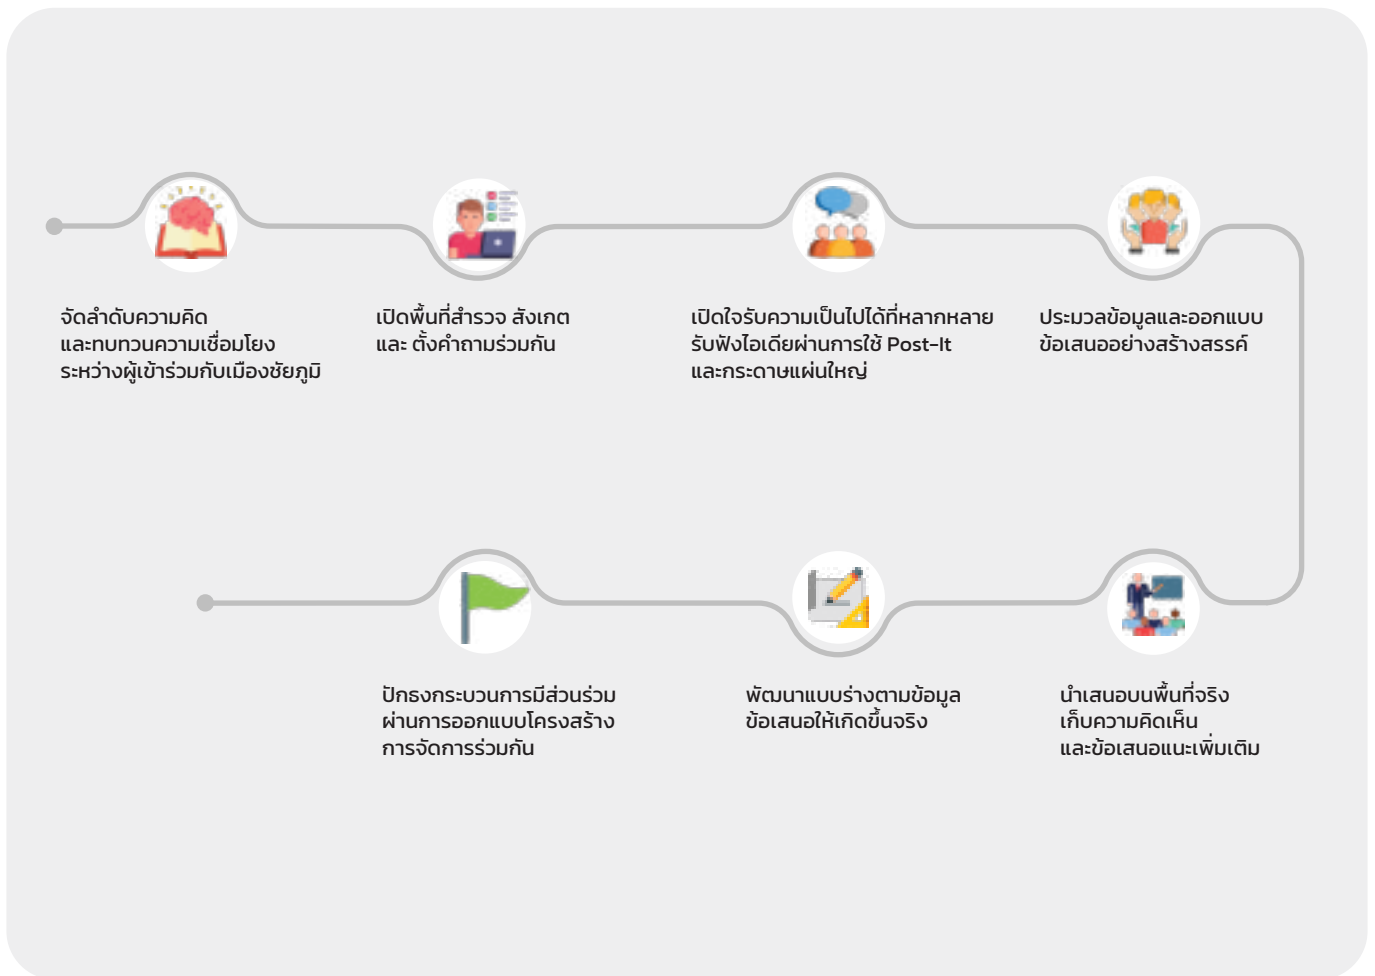 จัดลำดับความคิด
และทบทวนความเชื่อมโยง
ระหว่างผู้เข้าร่วมกับเมืองชัยภูมิ
เปิดพื้นที่สำรวจ สังเกต
และ ตั้งคำถามร่วมกัน
เปิดใจรับความเป็นไปได้ที่หลากหลาย
รับฟังไอเดียผ่านการใช้ Post-It
และกระดาษแผ่นใหญ่
ประมวลข้อมูลและออกแบบ
ข้อเสนออย่างสร้างสรรค์
ปักธงกระบวนการมีส่วนร่วม
ผ่านการออกแบบโครงสร้าง
การจัดการร่วมกัน
พัฒนาแบบร่างตามข้อมูล
ข้อเสนอให้เกิดขึ้นจริง
นำเสนอบนพื้นที่จริง
เก็บความคิดเห็น
และข้อเสนอแนะเพิ่มเติม